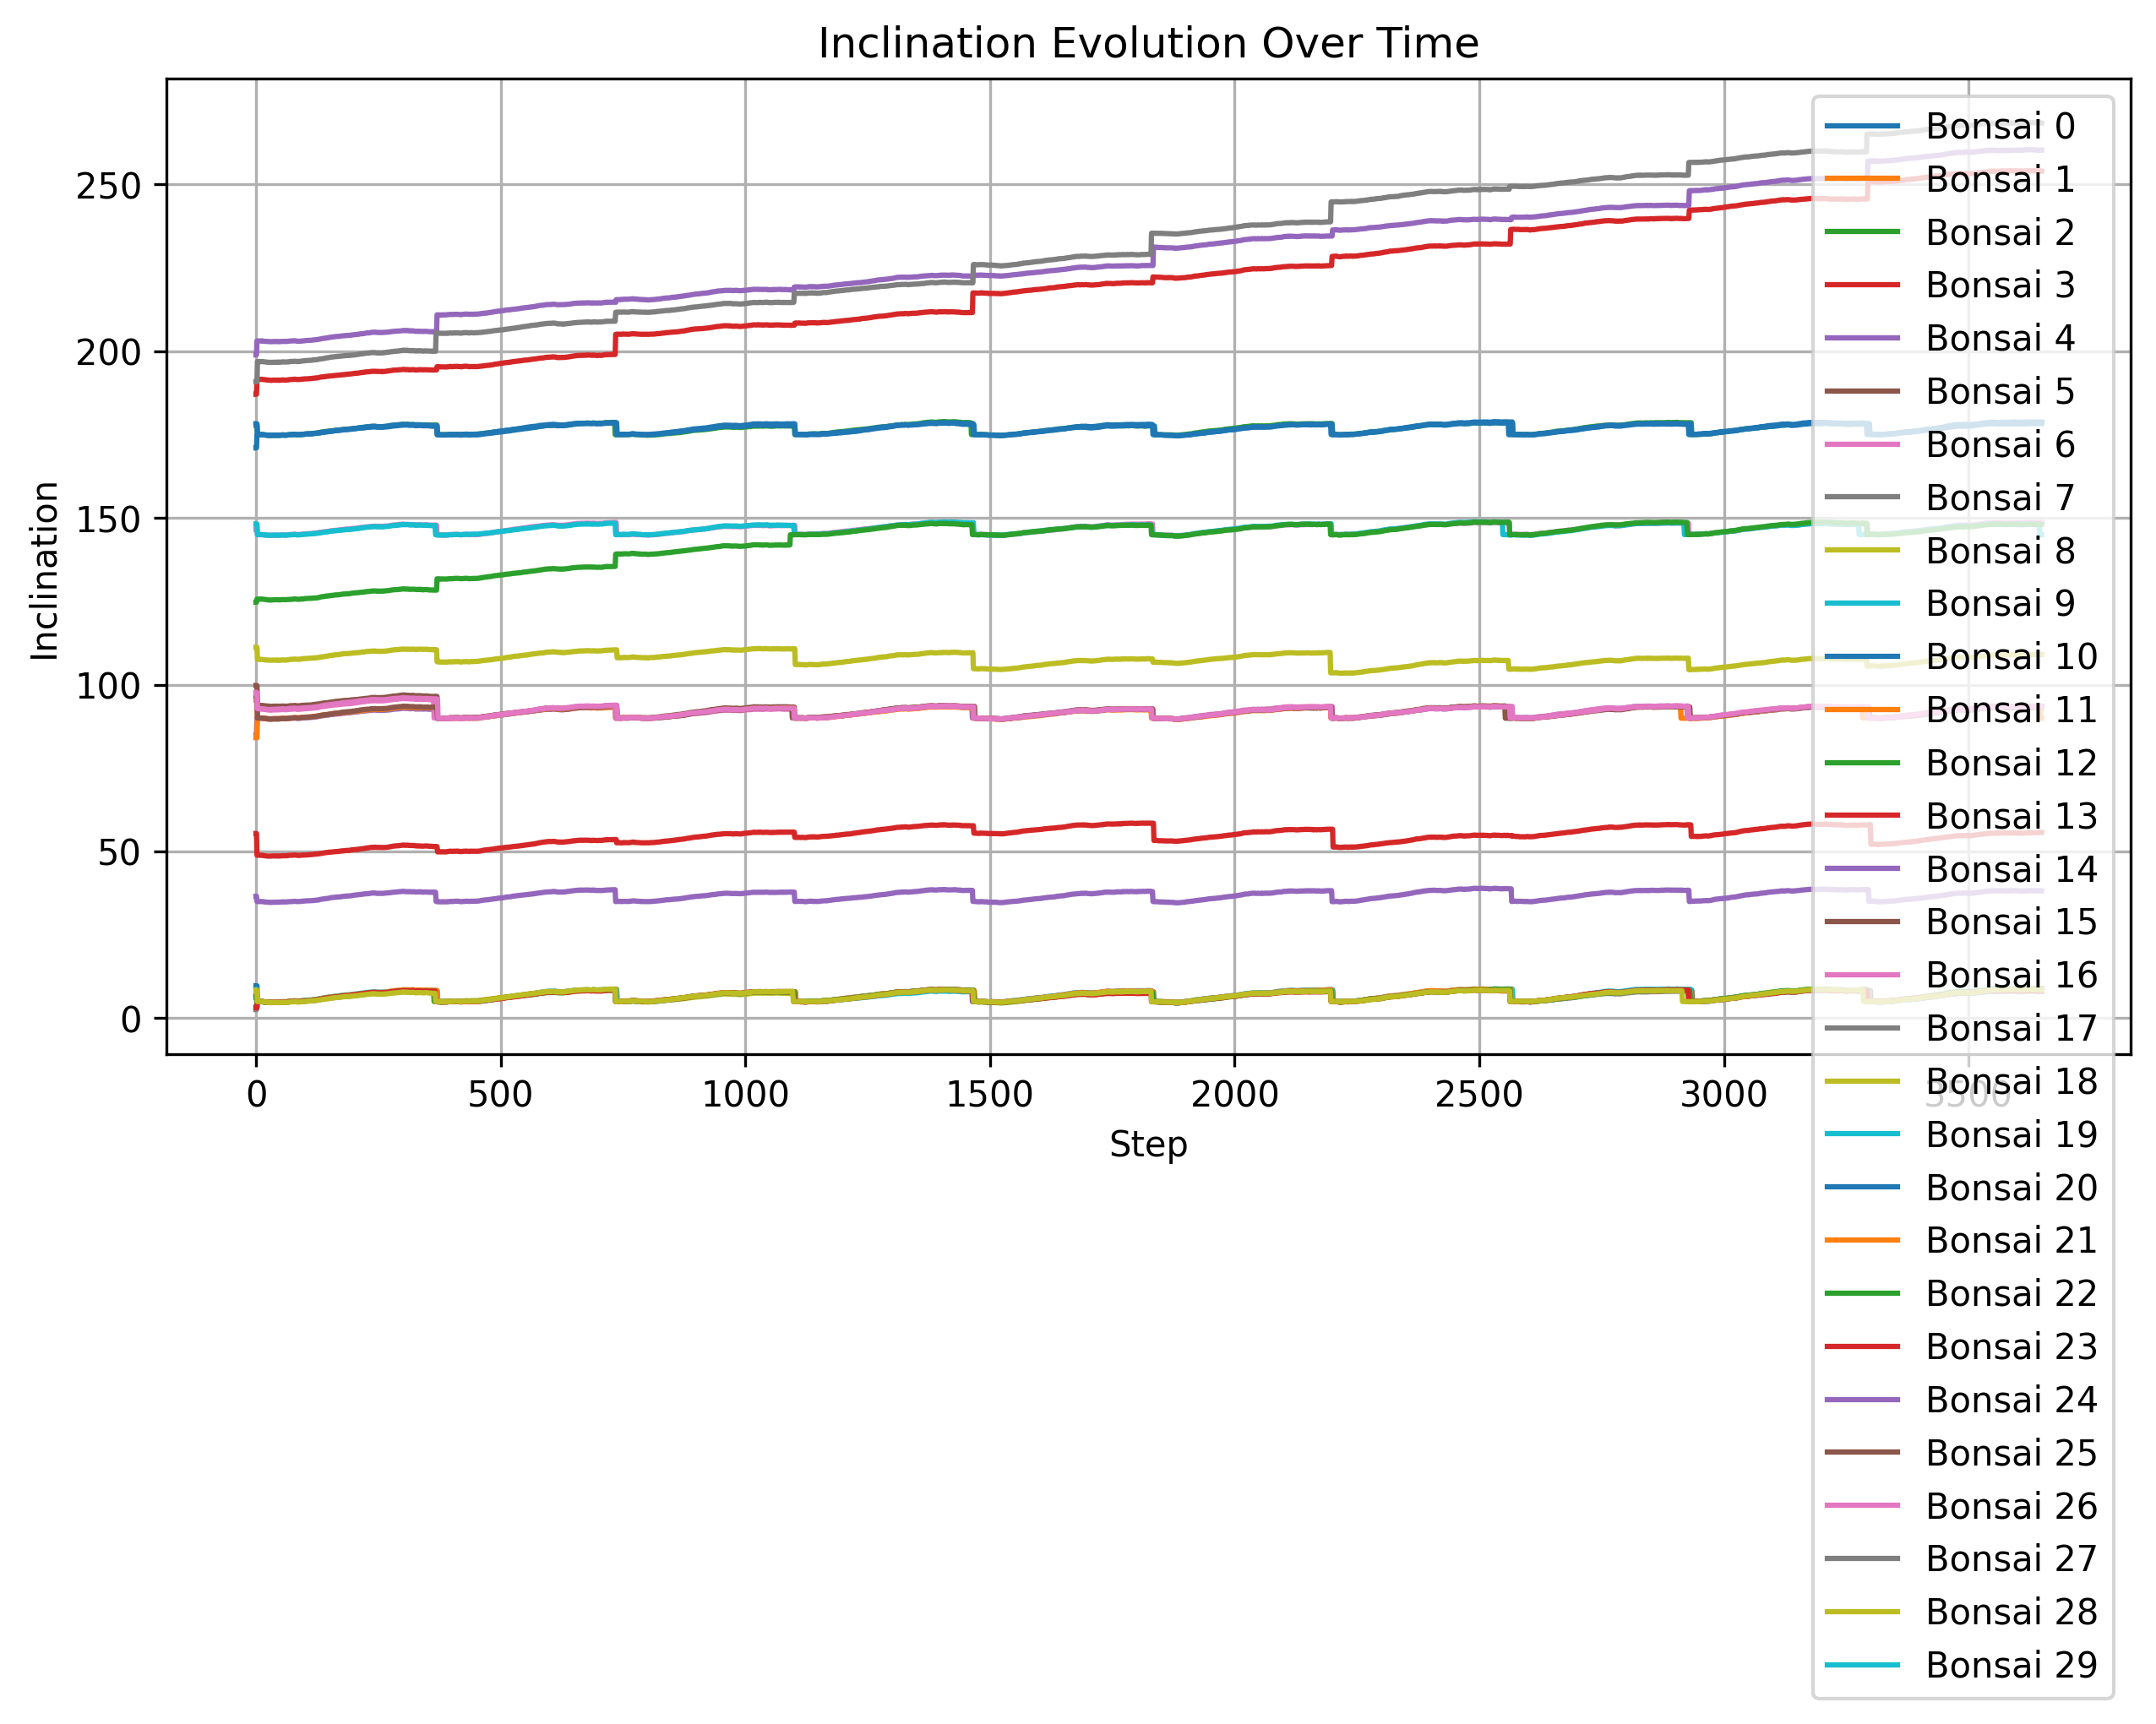 Inclination Evolution Over Time
Inclination
250
200
150
100
50
0
0 500 1000 1500 2000 2500 3000 3500
Step
Bonsai 0
Bonsai 1
Bonsai 2
Bonsai 3
Bonsai 4
Bonsai 5
Bonsai 6
Bonsai 7
Bonsai 8
Bonsai 9
Bonsai 10
Bonsai 11
Bonsai 12
Bonsai 13
Bonsai 14
Bonsai 15
Bonsai 16
Bonsai 17
Bonsai 18
Bonsai 19
Bonsai 20
Bonsai 21
Bonsai 22
Bonsai 23
Bonsai 24
Bonsai 25
Bonsai 26
Bonsai 27
Bonsai 28
Bonsai 29